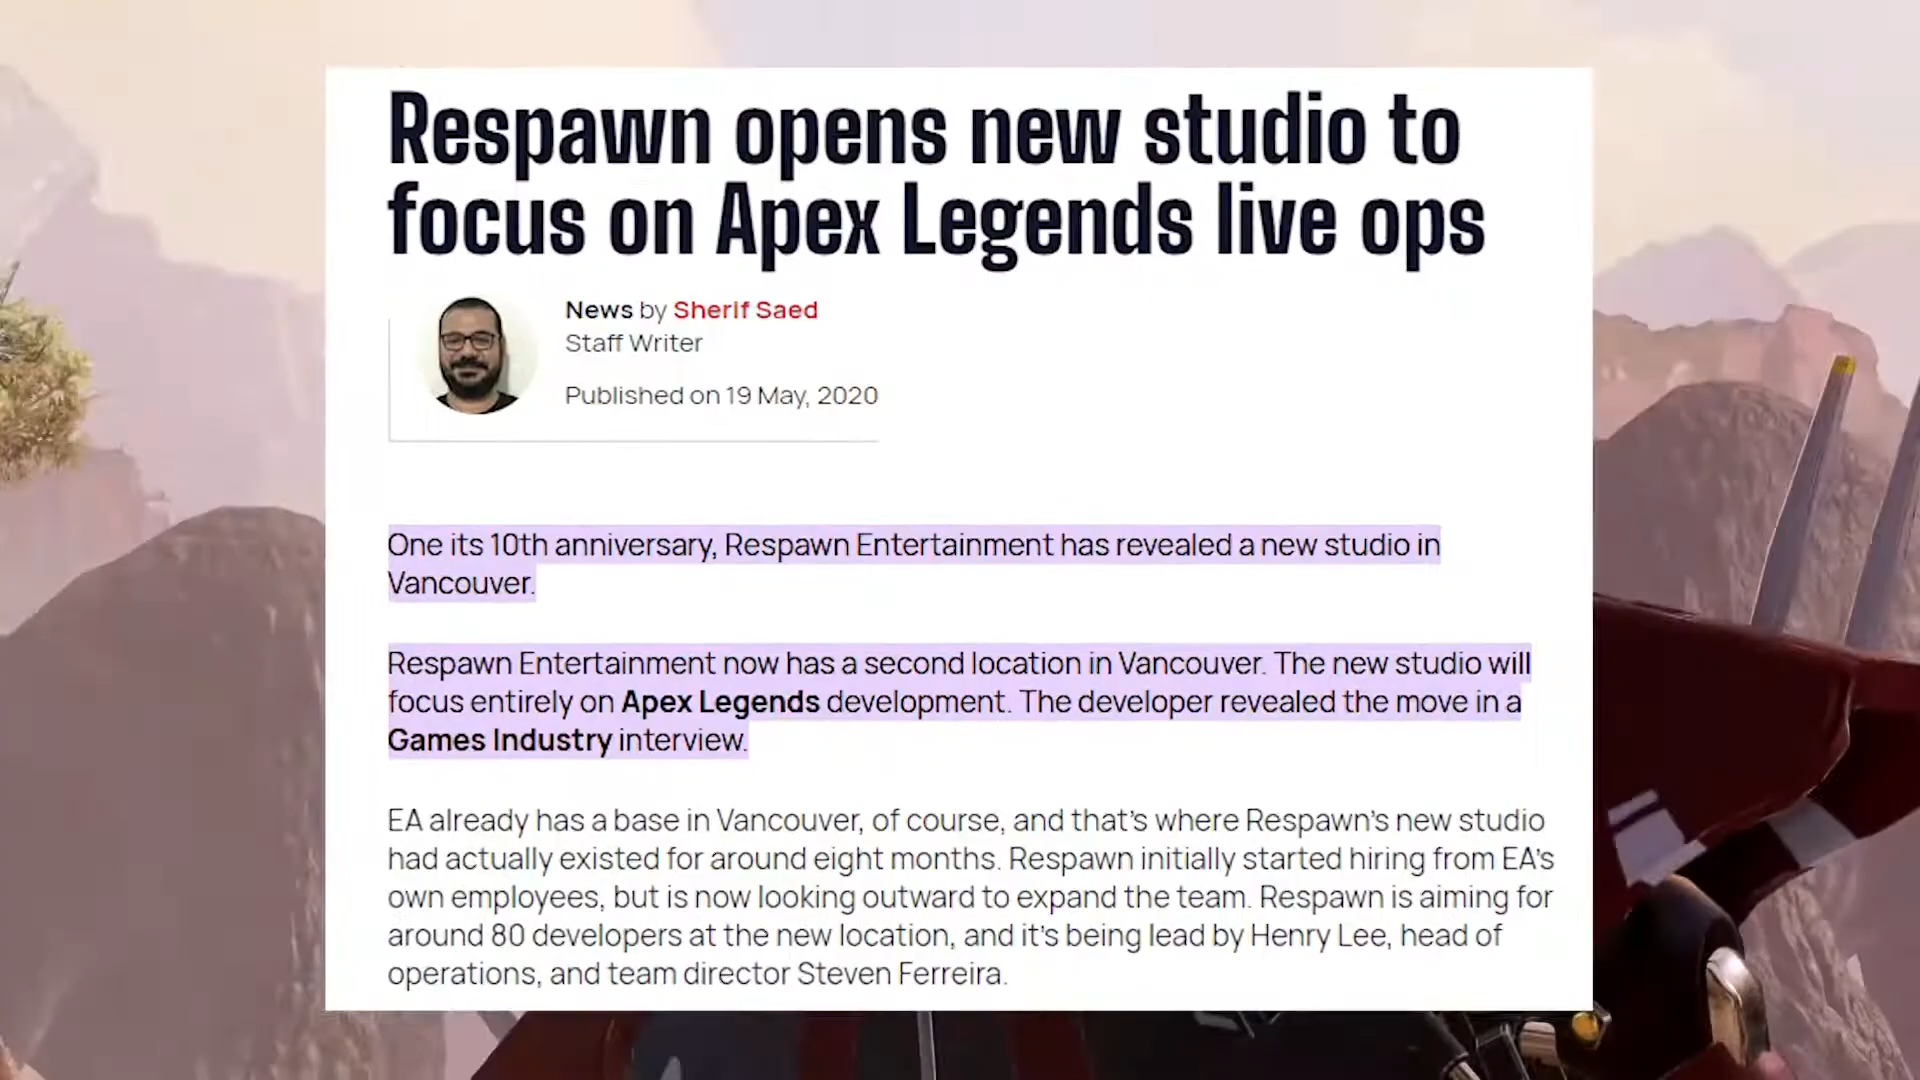 Respawn opens new studio to
focus on Apex Legends live ops
News by Sherif Saed
Staff Writer
Published on 19 May, 2020
One its 10th anniversary, Respawn Entertainment has revealed a new studio in
Vancouver.
Respawn Entertainment now has a second location in Vancouver. The new studio will
focus entirely on Apex Legends development. The developer revealed the move in a
Games Industry interview.
EA already has a base in Vancouver, of course, and that's where Respawn's new studio
had actually existed for around eight months. Respawn initially started hiring from EA's
own employees, but is now looking outward to expand the team. Respawn is aiming for
around 80 developers at the new location, and it's being lead by Henry Lee, head of
operations, and team director Steven Ferreira.